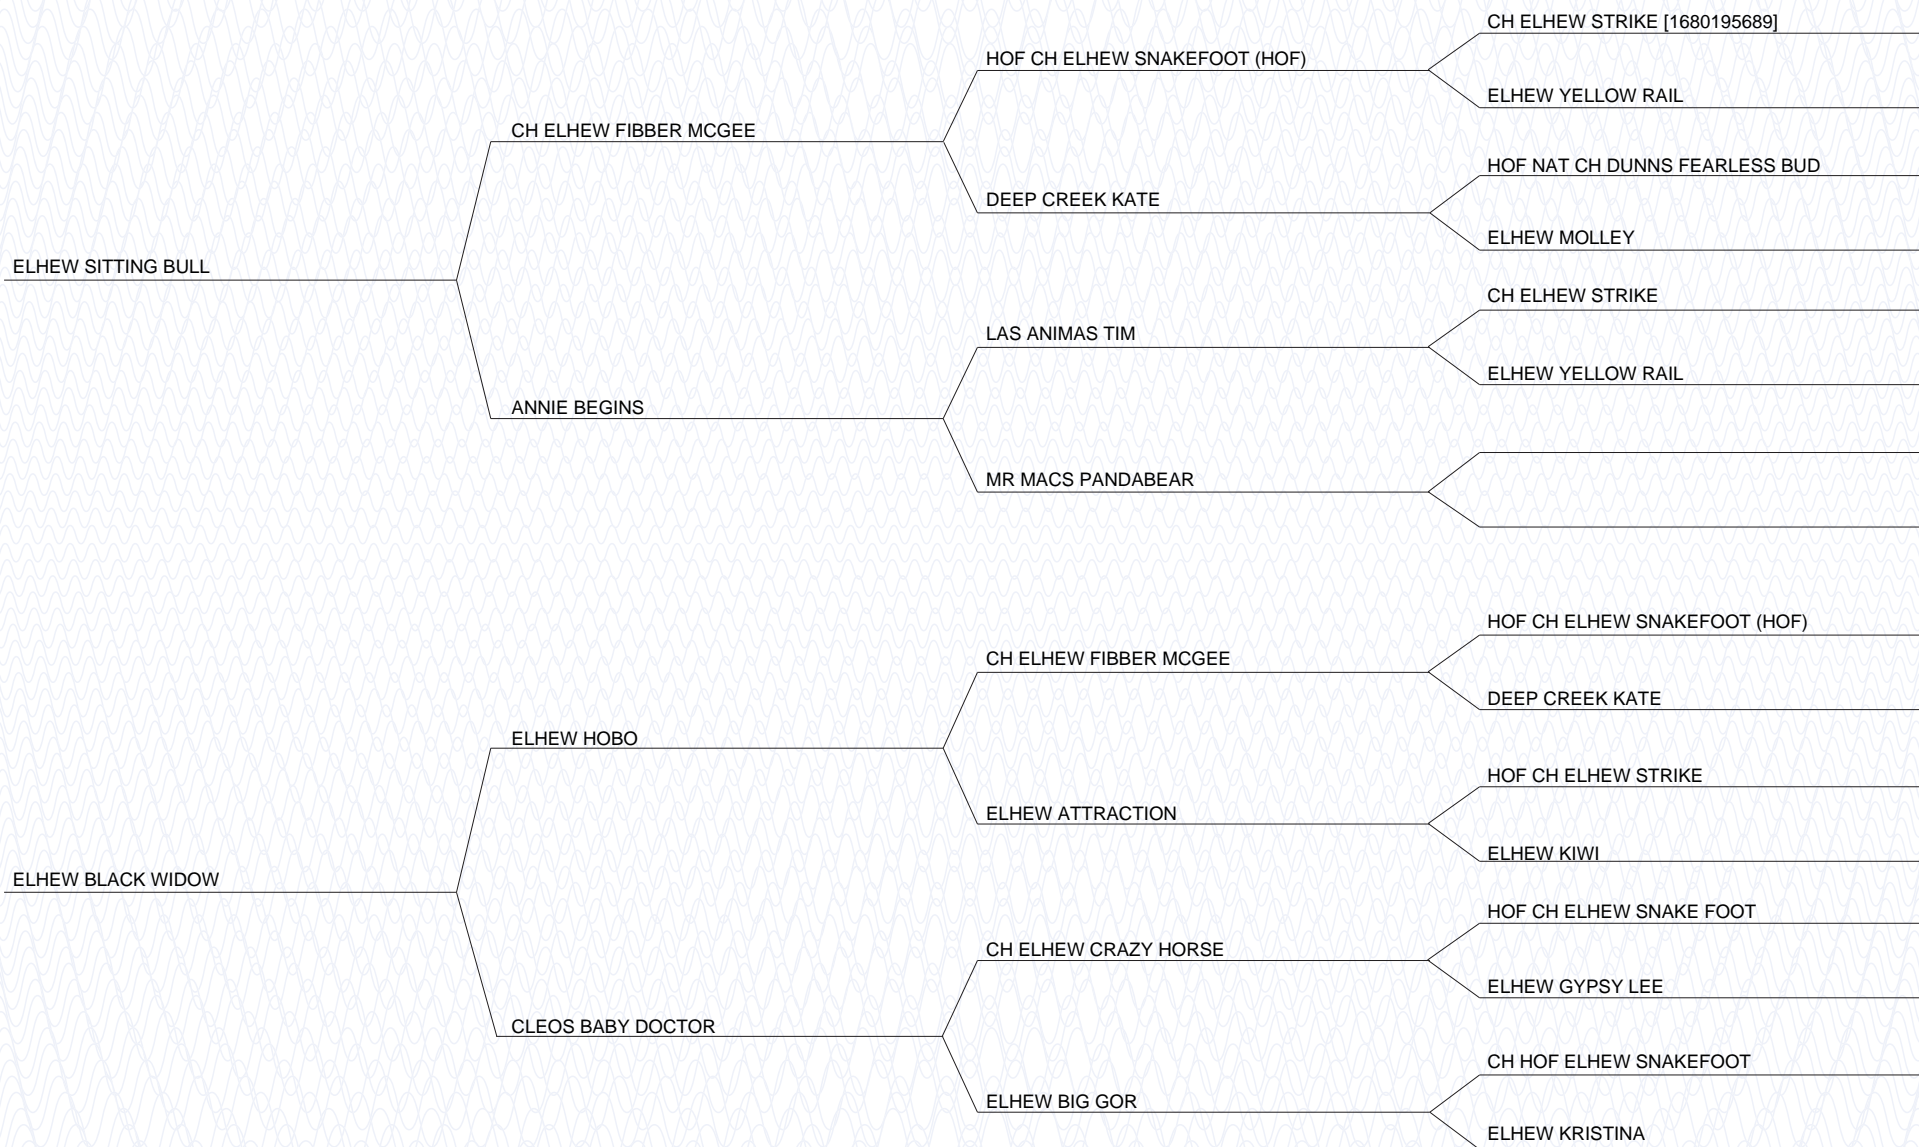 CH ELHEW STRIKE [1680195689]
HOF CH ELHEW SNAKEFOOT (HOF)
ELHEW YELLOW RAIL
CH ELHEW FIBBER MCGEE
HOF NAT CH DUNNS FEARLESS BUD
DEEP CREEK KATE
ELHEW MOLLEY
ELHEW SITTING BULL
CH ELHEW STRIKE
LAS ANIMAS TIM
ELHEW YELLOW RAIL
ANNIE BEGINS
MR MACS PANDABEAR
HOF CH ELHEW SNAKEFOOT (HOF)
CH ELHEW FIBBER MCGEE
DEEP CREEK KATE
ELHEW HOBO
HOF CH ELHEW STRIKE
ELHEW ATTRACTION
ELHEW KIWI
ELHEW BLACK WIDOW
HOF CH ELHEW SNAKE FOOT
CH ELHEW CRAZY HORSE
ELHEW GYPSY LEE
CLEOS BABY DOCTOR
CH HOF ELHEW SNAKEFOOT
ELHEW BIG GOR
ELHEW KRISTINA